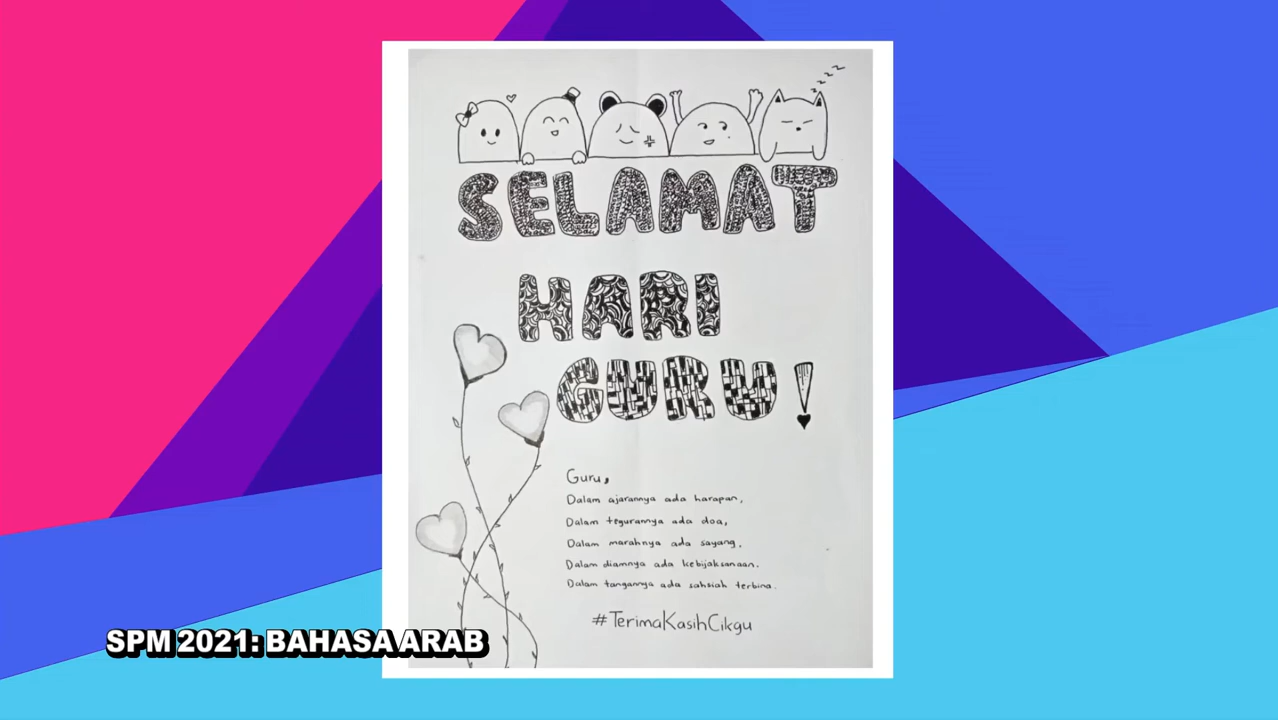 SELAMAT
HARI
GURU!
Guru,
Dalam ajarannya ada harapan,
Dalam tegurannya ada doa,
Dalam marahnya ada sayang,
Dalam diamnya ada kebijaksanaan.
Dalam tangannya ada sahsiah terbina.
#TerimaKasihCikgu
SPM 2021: BAHASA ARAB